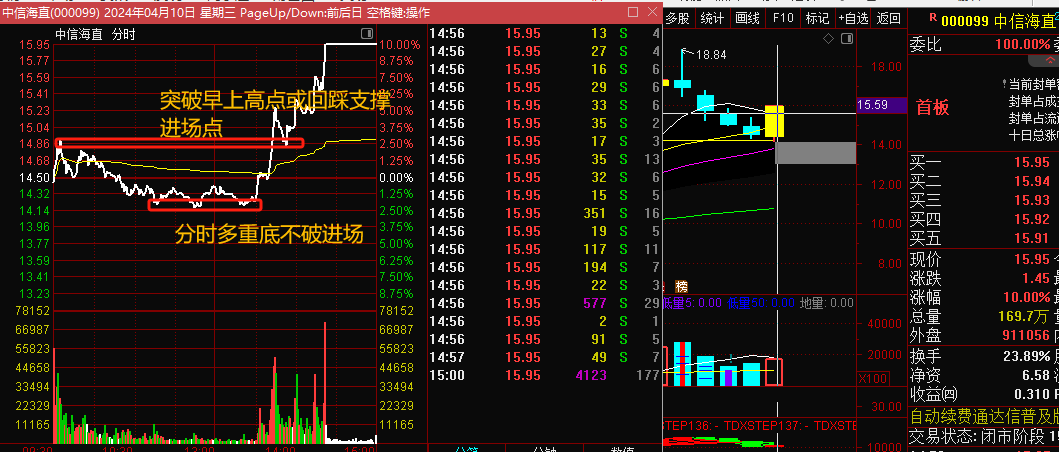 中信海直(000099) 2024年04月10日 星期三 PageUp/Down:前后日 空格键:操作
中信海直 分时
15.95 10.00%
15.77 8.75%
15.59 7.50%
15.41 6.25%
15.23
15.04
14.86 2.50%
14.68 1.25%
14.50 0.00%
14.32 1.25%
14.14 2.50%
13.96 3.75%
13.77 5.00%
13.59 6.25%
13.41 7.50%
13.23 8.75%
78152 78152
66987 66987
55823 55823
44658 44658
33494 33494
22329 22329
11165 11165
突破早上高点或回踩支撑
进场点
分时多重底不破进场
14:56 15.95 13 S 4
14:56 15.95 27 S 4
14:56 15.95 16 S 6
14:56 15.95 29 S 6
14:56 15.95 33 S 6
14:56 15.95 35 S 2
14:56 15.95 17 S 3
14:56 15.95 35 S 13
14:56 15.95 32 S 6
14:56 15.95 15 S 5
14:56 15.95 351 S 16
14:56 15.95 19 S 5
14:56 15.95 117 S 11
14:56 15.95 194 S 7
14:56 15.95 22 S 3
14:56 15.95 577 S 29
14:56 15.95 2 S 1
14:56 15.95 91 S 5
14:57 15.95 49 S 7
15:00 15.95 4123 177
多股 统计 画线 F10 标记 +自选 返回
18.84
18.00
15.59
14.00
12.00
10.00
8.00
榜
量5: 0.00 低量50: 0.00 地量: 0.00
40000
20000
X100
30.00
STEP136: - TDXSTEP137: - TDXSTE
10000
R 000099 中信海直
委比 100.00%
首板
当前封单
封单占成
封单占流
十日总涨
买一 15.95
买二 15.94
买三 15.93
买四 15.92
买五 15.91
现价 15.95
涨跌 1.45
涨幅 10.00%
总量 169.7万
外盘 911056
换手 23.89%
净资 6.58
收益㈣ 0.310
自动续费通达信普及版
交易状态: 闭市阶段